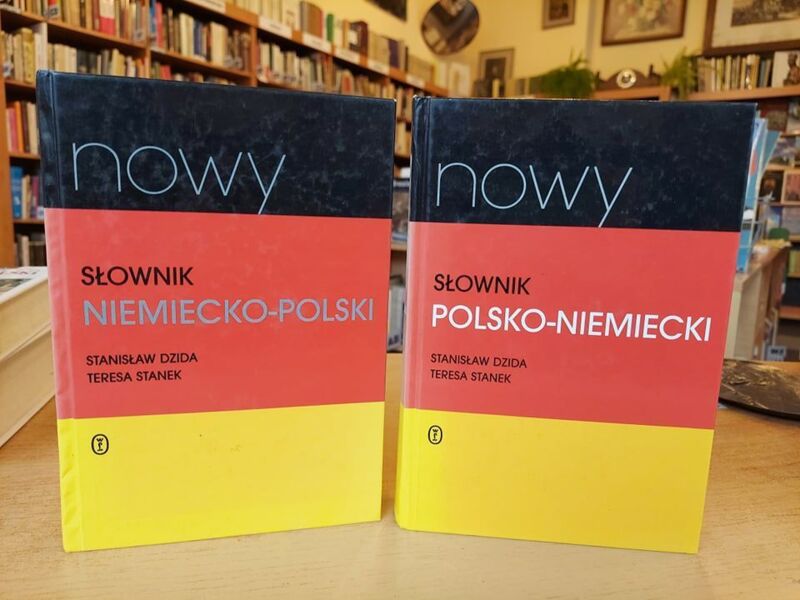 nowy
SŁOWNIK
NIEMIECKO-POLSKI
STANISŁAW DZIDA
TERESA STANEK
nowy
SŁOWNIK
POLSKO-NIEMIECKI
STANISŁAW DZIDA
TERESA STANEK